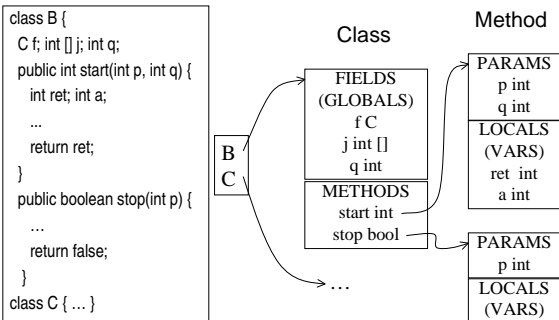 class B {
C f; int [] j; int q;
public int start(int p, int q) {
int ret; int a;
...
return ret;
}
public boolean stop(int p) {
...
return false;
}
class C { ... }
B
C
Class
FIELDS
(GLOBALS)
f C
j int []
q int
METHODS
start int
stop bool
...
Method
PARAMS
p int
q int
LOCALS
(VARS)
ret int
a int
PARAMS
p int
LOCALS
(VARS)